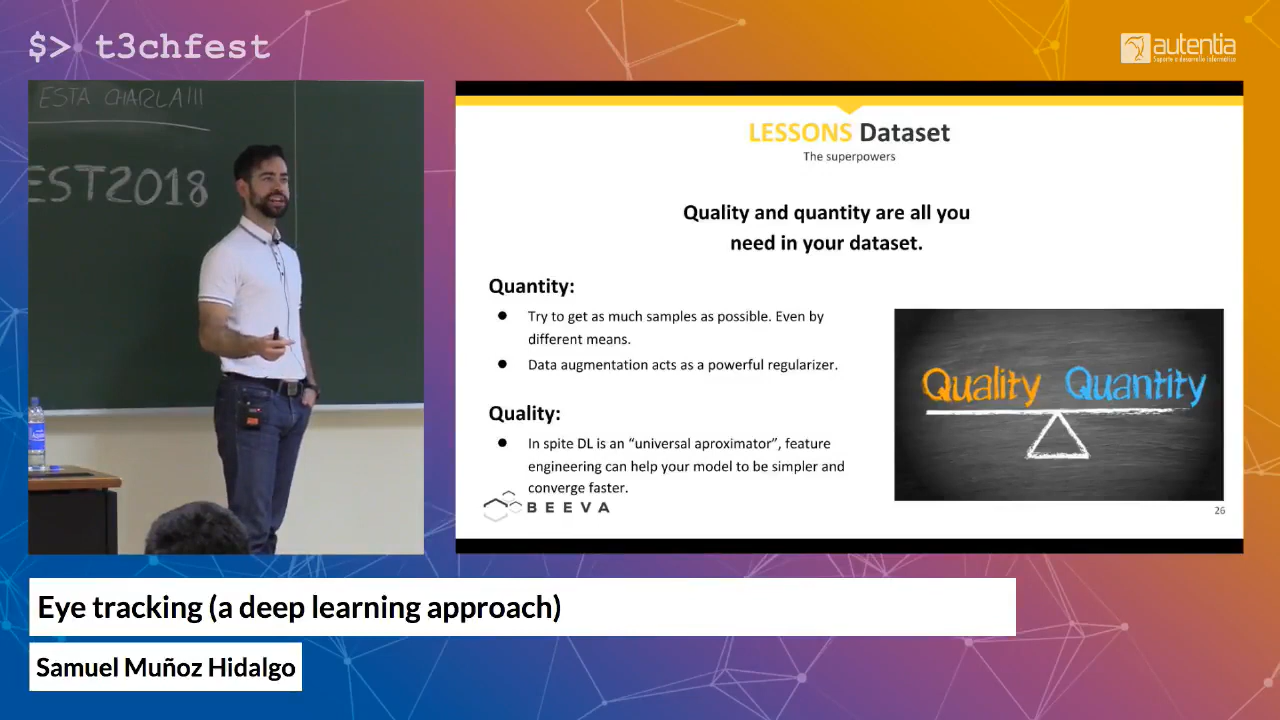 $> t3chfest
autentia
Soporte a desarrollo informático
ESTA CHARLA!!!
EST2018
LESSONS Dataset
The superpowers
Quality and quantity are all you
need in your dataset.
Quantity:
● Try to get as much samples as possible. Even by
different means.
● Data augmentation acts as a powerful regularizer.
Quality:
● In spite DL is an “universal aproximator”, feature
engineering can help your model to be simpler and
converge faster.
BEEVA
Quality Quantity
26
Eye tracking (a deep learning approach)
Samuel Muñoz Hidalgo